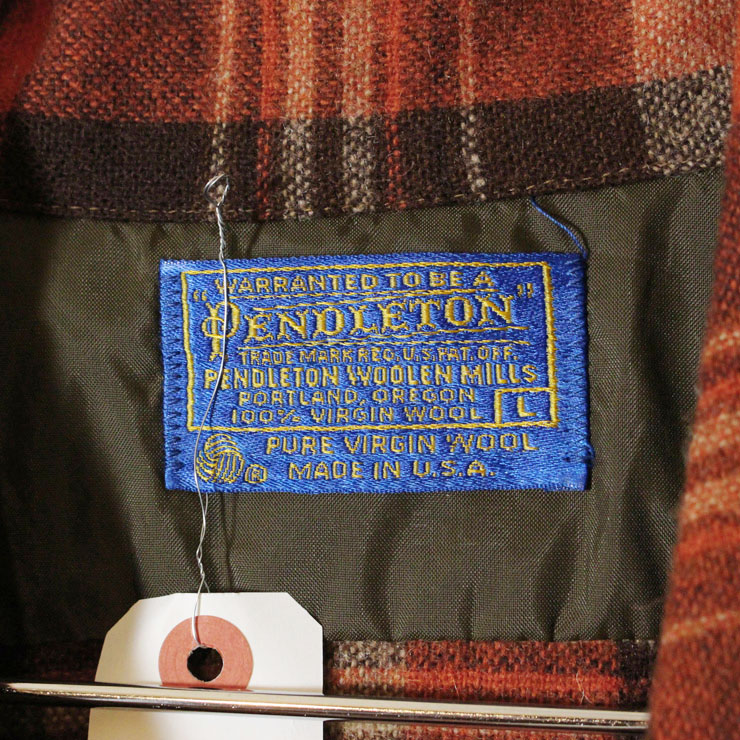 WARRANTED TO BE A
"PENDLETON"
TRADE MARK REG. U.S. PAT. OFF.
PENDLETON WOOLEN MILLS
PORTLAND, OREGON
100% VIRGIN WOOL L
PURE VIRGIN WOOL
® MADE IN U.S.A.